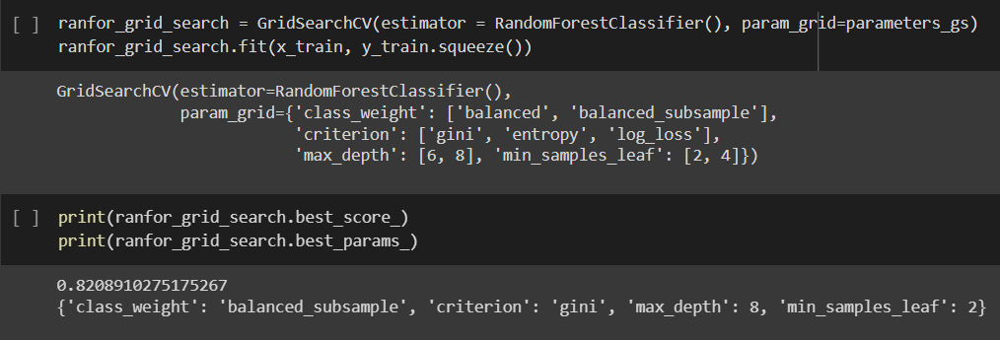 [ ] ranfor_grid_search = GridSearchCV(estimator = RandomForestClassifier(), param_grid=parameters_gs)
ranfor_grid_search.fit(x_train, y_train.squeeze())
GridSearchCV(estimator=RandomForestClassifier(),
             param_grid={'class_weight': ['balanced', 'balanced_subsample'],
                         'criterion': ['gini', 'entropy', 'log_loss'],
                         'max_depth': [6, 8], 'min_samples_leaf': [2, 4]})
[ ] print(ranfor_grid_search.best_score_)
print(ranfor_grid_search.best_params_)
0.8208910275175267
{'class_weight': 'balanced_subsample', 'criterion': 'gini', 'max_depth': 8, 'min_samples_leaf': 2}